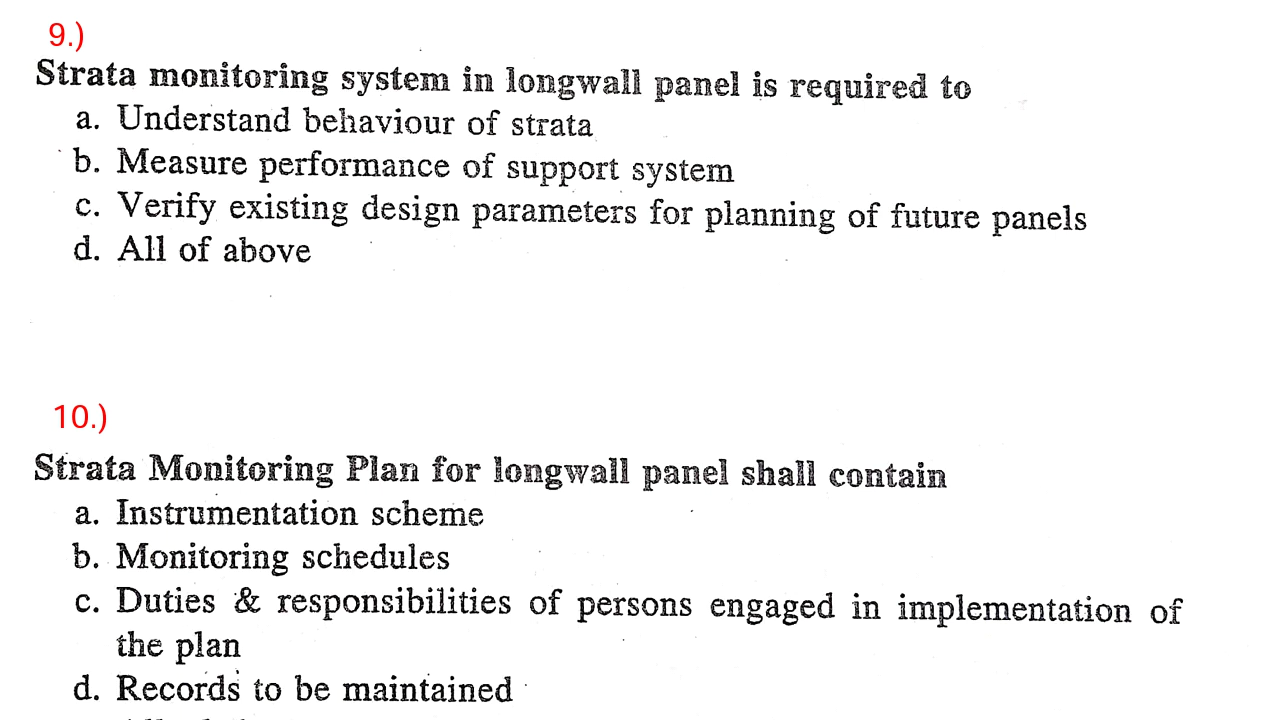 9.)
Strata monitoring system in longwall panel is required to
a. Understand behaviour of strata
b. Measure performance of support system
c. Verify existing design parameters for planning of future panels
d. All of above
10.)
Strata Monitoring Plan for longwall panel shall contain
a. Instrumentation scheme
b. Monitoring schedules
c. Duties & responsibilities of persons engaged in implementation of
the plan
d. Records to be maintained